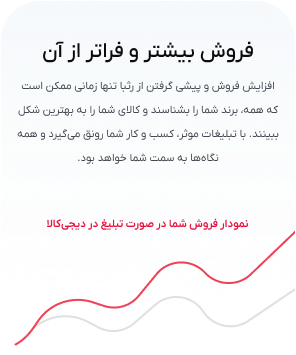 فروش بیشتر و فراتر از آن
افزایش فروش و پیشی گرفتن از رقبا تنها زمانی ممکن است
که همه، برند شما را بشناسند و کالای شما را به بهترین شکل
ببینند. با تبلیغات موثر، کسب و کار شما رونق می‌گیرد و همه
نگاه‌ها به سمت شما خواهد بود.
نمودار فروش شما در صورت تبلیغ در دیجی‌کالا